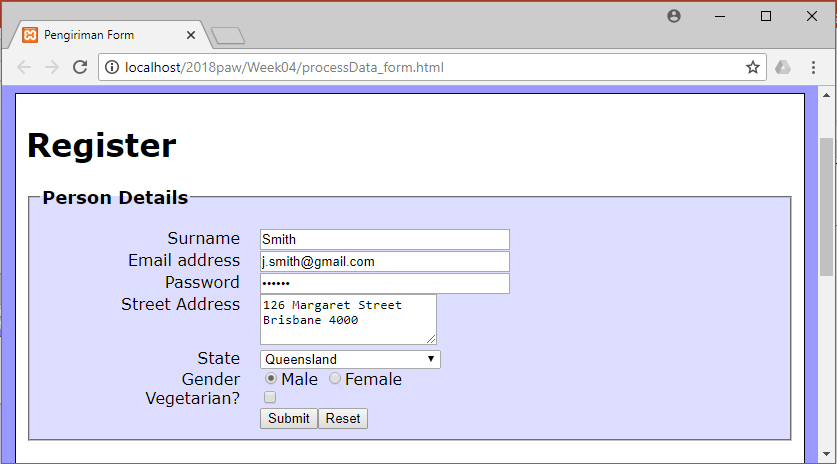 Pengiriman Form
localhost/2018paw/Week04/processData_form.html
Register
Person Details
Surname Smith
Email address j.smith@gmail.com
Password ••••••
Street Address 126 Margaret Street
Brisbane 4000
State Queensland
Gender Male Female
Vegetarian?
Submit Reset